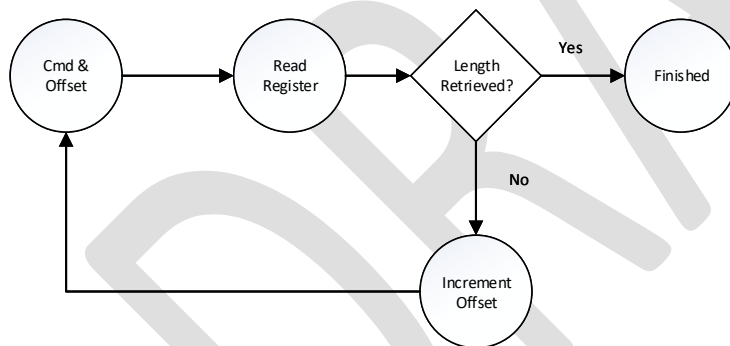 Cmd &
Offset
Read
Register
Length
Retrieved?
Yes
Finished
No
Increment
Offset